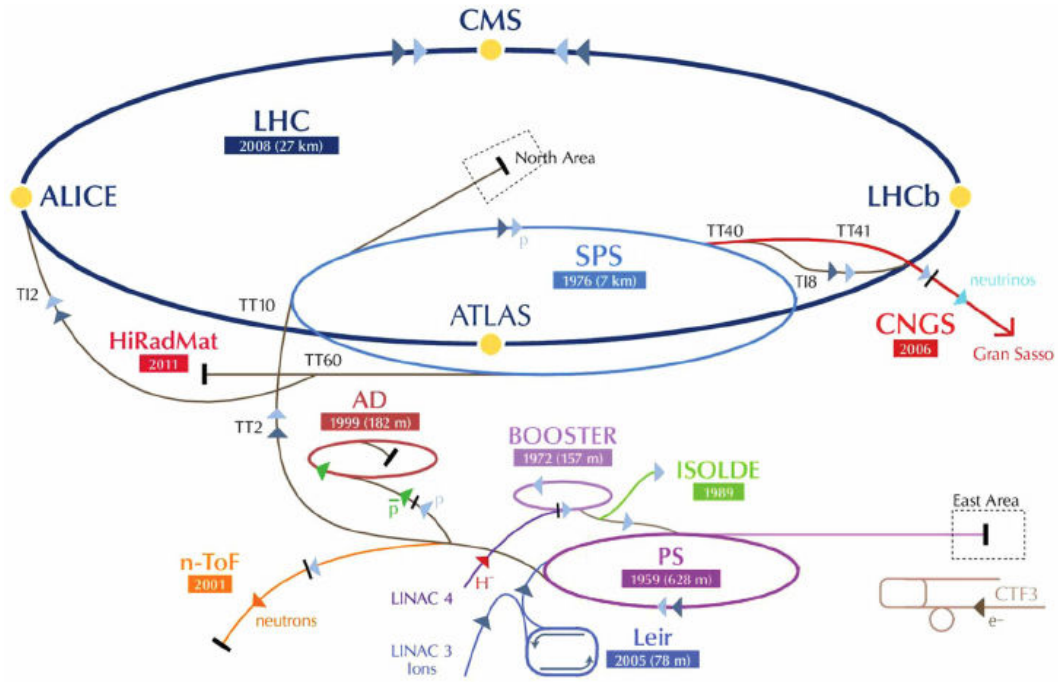 CMS
LHC
2008 (27 km)
North Area
ALICE
LHCb
p
TT40
TT41
SPS
1976 (7 km)
TI8
neutrinos
TI2
TT10
ATLAS
CNGS
2006
Gran Sasso
HiRadMat
2011
TT60
AD
1999 (182 m)
TT2
BOOSTER
1972 (157 m)
ISOLDE
1989
p̅
p
East Area
n-ToF
2001
PS
1959 (628 m)
H⁻
LINAC 4
neutrons
CTF3
e⁻
LINAC 3
Ions
Leir
2005 (78 m)